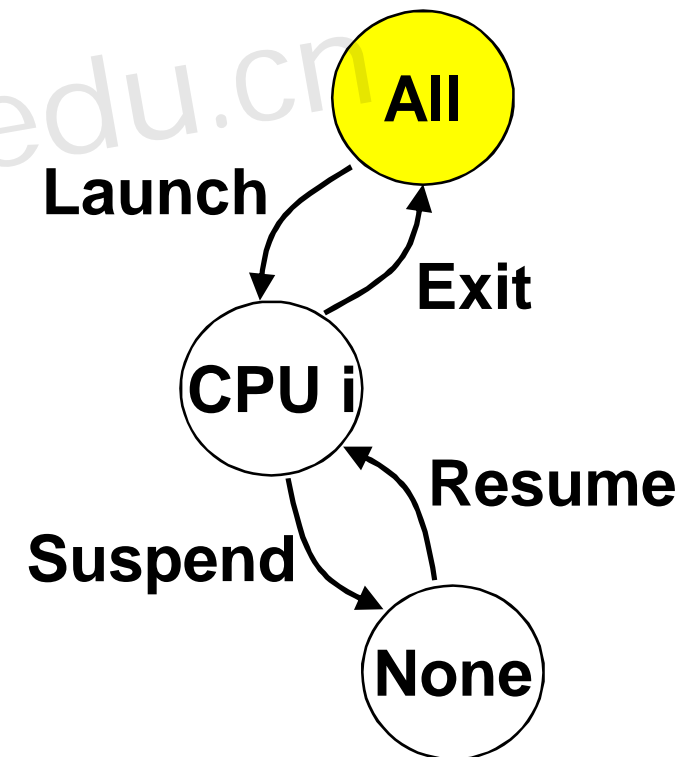 edu.cn
All
Launch
Exit
CPU i
Resume
Suspend
None